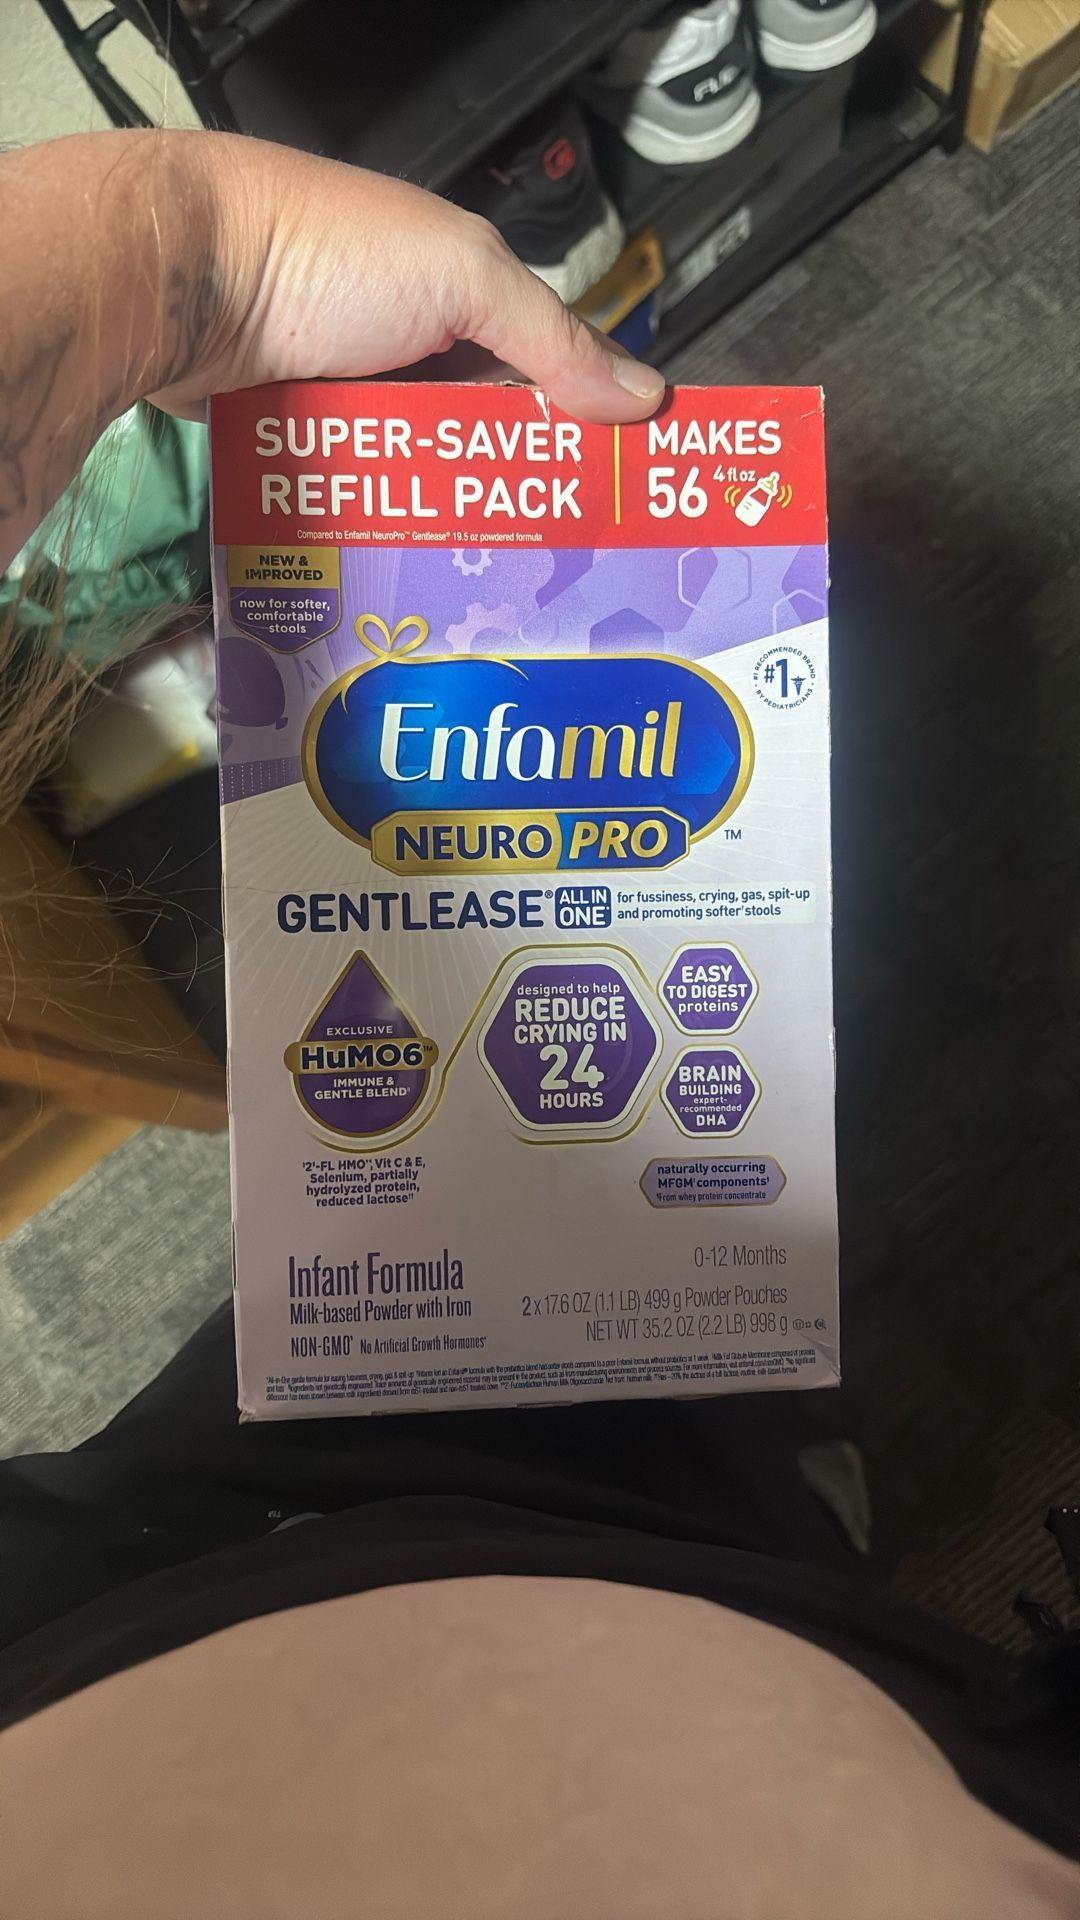 SUPER-SAVER
REFILL PACK
Compared to Enfamil NeuroPro™ Gentlease® 19.5 oz powdered formula
MAKES
56 4 fl oz
NEW &
IMPROVED
now for softer,
comfortable
stools
#1 RECOMMENDED BRAND
#1
BY PEDIATRICIANS
Enfamil
NEURO PRO ™
GENTLEASE® ALL IN ONE*
for fussiness, crying, gas, spit-up
and promoting softer† stools
EXCLUSIVE
HuMO6™
IMMUNE &
GENTLE BLEND
2'-FL HMO**, Vit C & E,
Selenium, partially
hydrolyzed protein,
reduced lactose††
designed to help
REDUCE
CRYING IN
24
HOURS
EASY
TO DIGEST
proteins
BRAIN
BUILDING
expert-
recommended
DHA
naturally occurring
MFGM components
From whey protein concentrate
Infant Formula
Milk-based Powder with Iron
NON-GMO No Artificial Growth Hormones
0-12 Months
2 x 17.6 OZ (1.1 LB) 499 g Powder Pouches
NET WT 35.2 OZ (2.2 LB) 998 g